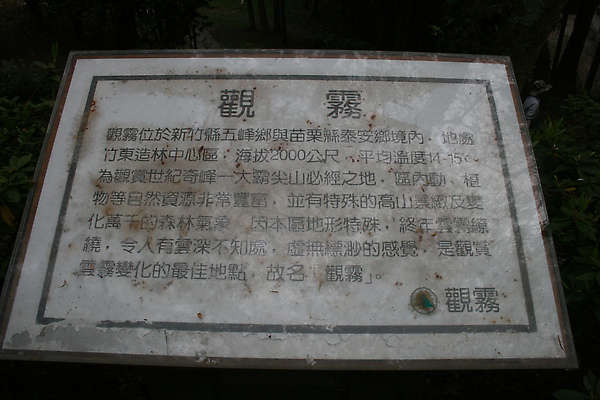 觀霧
觀霧位於新竹縣五峰鄉與苗栗縣泰安鄉境內，地處
竹東造林中心區，海拔2000公尺，平均溫度14-15℃，
為觀賞世紀奇峰一大霸尖山必經之地，區內動、植
物等自然資源非常豐富，並有特殊的高山景緻及變
化萬千的森林氣象，因本區地形特殊，終年雲霧繚
繞，令人有雲深不知處，虛無縹渺的感覺，是觀賞
雲霧變化的最佳地點，故名「觀霧」。
觀霧